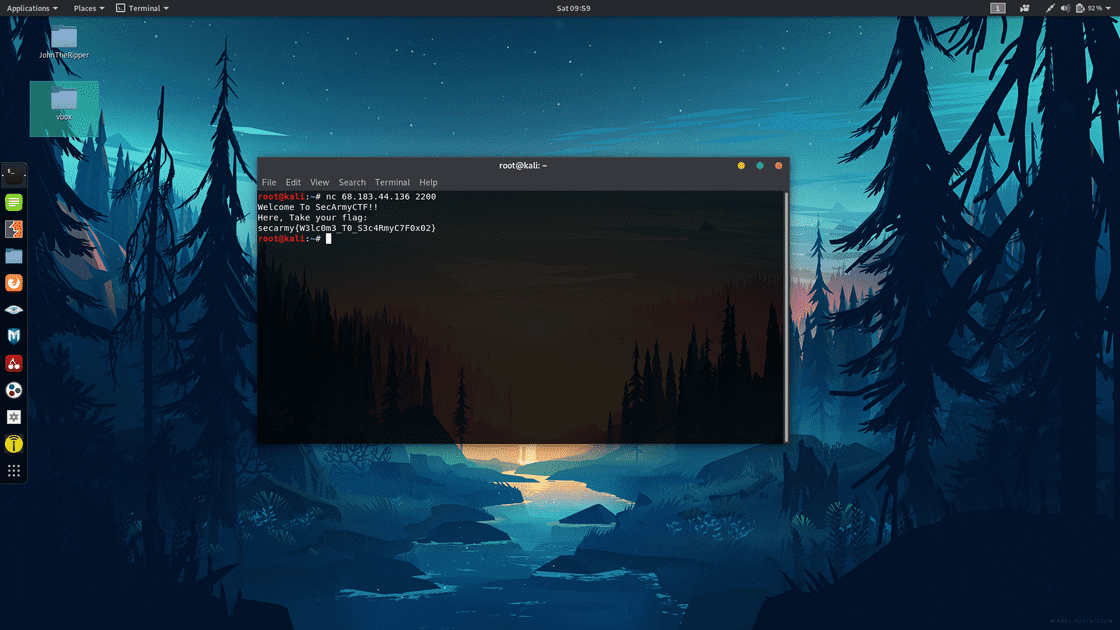 Applications Places Terminal Sat 09:59 1 92 %
JohnTheRipper
vbox
root@kali: ~
File Edit View Search Terminal Help
root@kali:~# nc 68.183.44.136 2200
Welcome To SecArmyCTF!!
Here, Take your flag:
secarmy{W3lc0m3_T0_S3c4RmyC7F0x02}
root@kali:~#